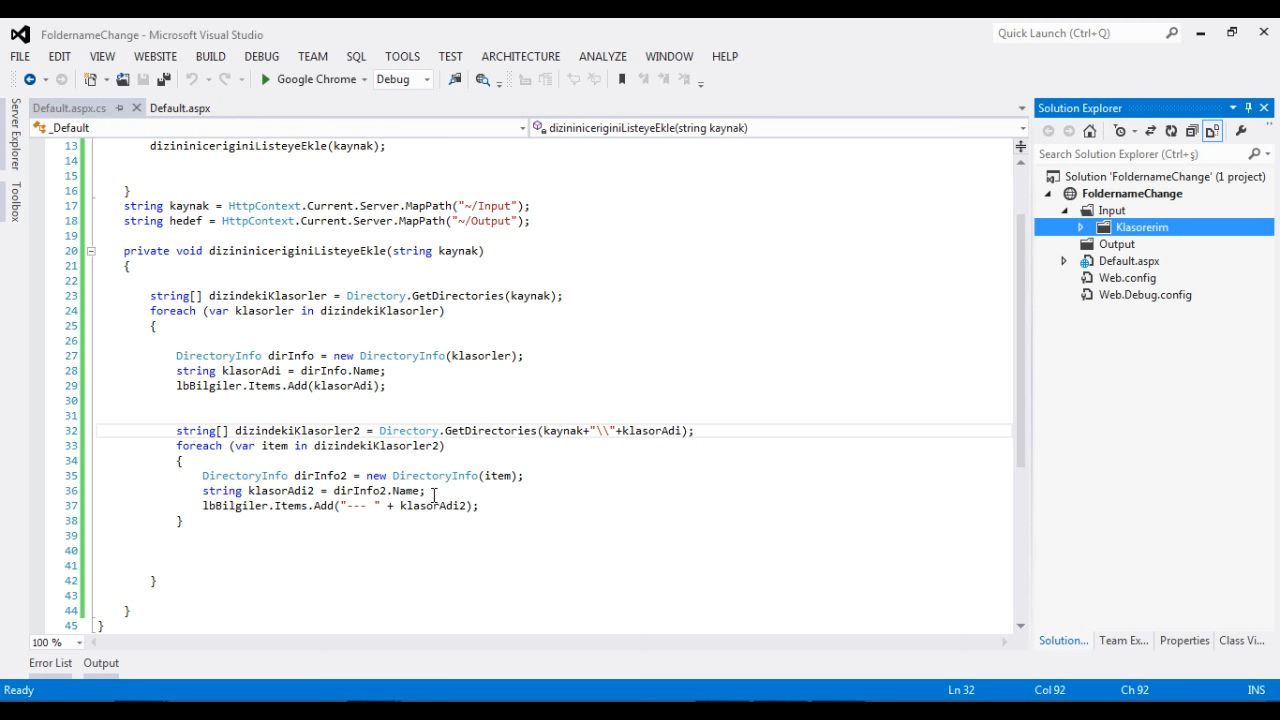 FoldernameChange - Microsoft Visual Studio
Quick Launch (Ctrl+Q)
FILE EDIT VIEW WEBSITE BUILD DEBUG TEAM SQL TOOLS TEST ARCHITECTURE ANALYZE WINDOW HELP
Google Chrome Debug
Default.aspx.cs Default.aspx
_Default dizininiceriginiListeyeEkle(string kaynak)
Server Explorer
Toolbox
13 dizininiceriginiListeyeEkle(kaynak);
14
15
16 }
17 string kaynak = HttpContext.Current.Server.MapPath("~/Input");
18 string hedef = HttpContext.Current.Server.MapPath("~/Output");
19
20 private void dizininiceriginiListeyeEkle(string kaynak)
21 {
22
23 string[] dizindekiKlasorler = Directory.GetDirectories(kaynak);
24 foreach (var klasorler in dizindekiKlasorler)
25 {
26
27 DirectoryInfo dirInfo = new DirectoryInfo(klasorler);
28 string klasorAdi = dirInfo.Name;
29 lbBilgiler.Items.Add(klasorAdi);
30
31
32 string[] dizindekiKlasorler2 = Directory.GetDirectories(kaynak+"\\"+klasorAdi);
33 foreach (var item in dizindekiKlasorler2)
34 {
35 DirectoryInfo dirInfo2 = new DirectoryInfo(item);
36 string klasorAdi2 = dirInfo2.Name;
37 lbBilgiler.Items.Add("--- " + klasorAdi2);
38 }
39
40
41
42 }
43
44 }
45 }
100 %
Solution Explorer
Search Solution Explorer (Ctrl+ş)
Solution 'FoldernameChange' (1 project)
FoldernameChange
Input
Klasorerim
Output
Default.aspx
Web.config
Web.Debug.config
Solution... Team Ex... Properties Class Vi...
Error List Output
Ready Ln 32 Col 92 Ch 92 INS